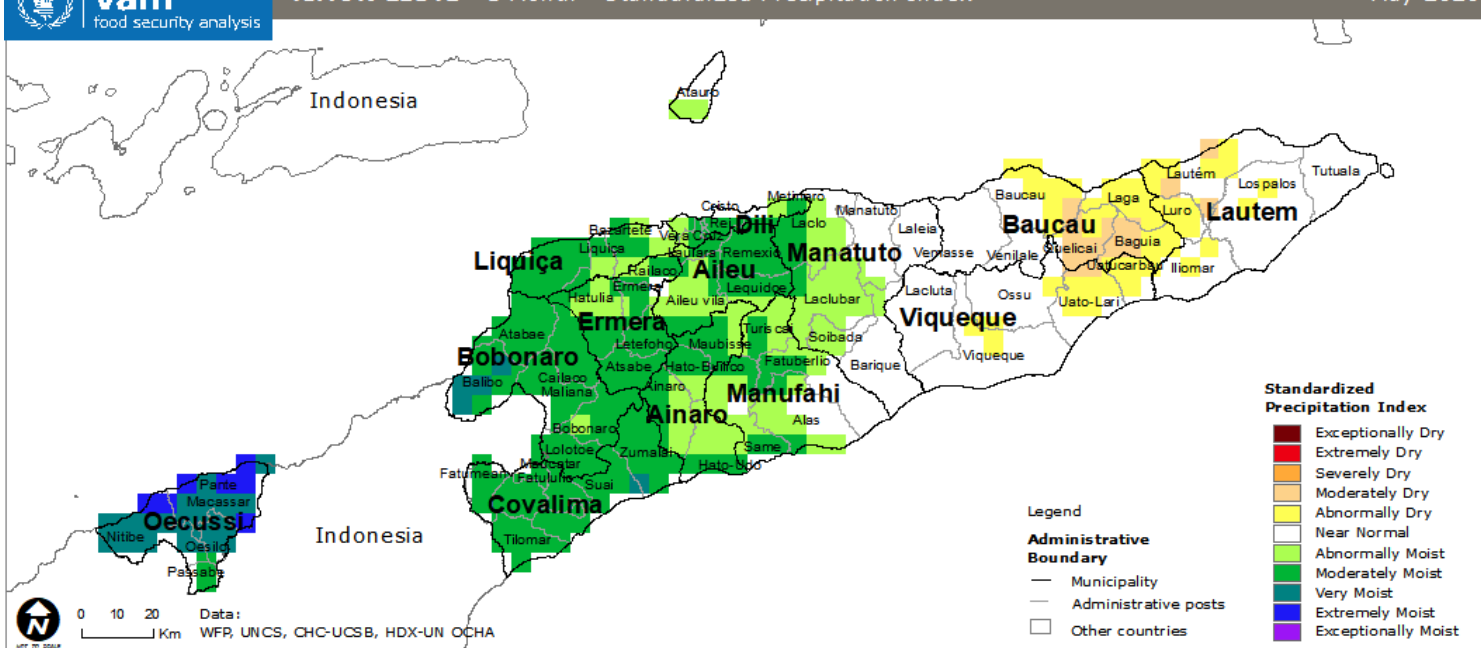 vam
food security analysis
Indonesia
Atauro
Tutuala
Lautém
Lospalos
Metinaro
Baucau
Laga
Cristo
Manatuto
Luro
Lautem
Bazartete
Vera Cruz
Rei
Dili
Laclo
Laleia
Baucau
Baguia
Liquica
Laulara
Remexio
Manatuto
Vemasse
Venilale
Quelicai
Liquiça
Railaco
Aileu
Uatucarbau
Iliomar
Ermera
Lequidoe
Hatulia
Aileu vila
Laclubar
Lacluta
Ossu
Uato-Lari
Ermera
Turiscai
Viqueque
Atabae
Letefoho
Maubisse
Soibada
Bobonaro
Atsabe
Hato-Builico
Fatuberlio
Barique
Viqueque
Balibo
Cailaco
Maliana
Ainaro
Manufahi
Ainaro
Alas
Bobonaro
Lolotoe
Zumalai
Same
Maucatar
Hato-Udo
Fatumean
Fatululic
Suai
Covalima
Tilomar
Pante
Macassar
Oecussi
Nitibe
Oesilo
Passabe
Indonesia
Standardized
Precipitation Index
Exceptionally Dry
Extremely Dry
Severely Dry
Moderately Dry
Abnormally Dry
Near Normal
Abnormally Moist
Moderately Moist
Very Moist
Extremely Moist
Exceptionally Moist
Legend
Administrative
Boundary
Municipality
Administrative posts
Other countries
N
0 10 20
Km
Data:
WFP, UNCS, CHC-UCSB, HDX-UN OCHA